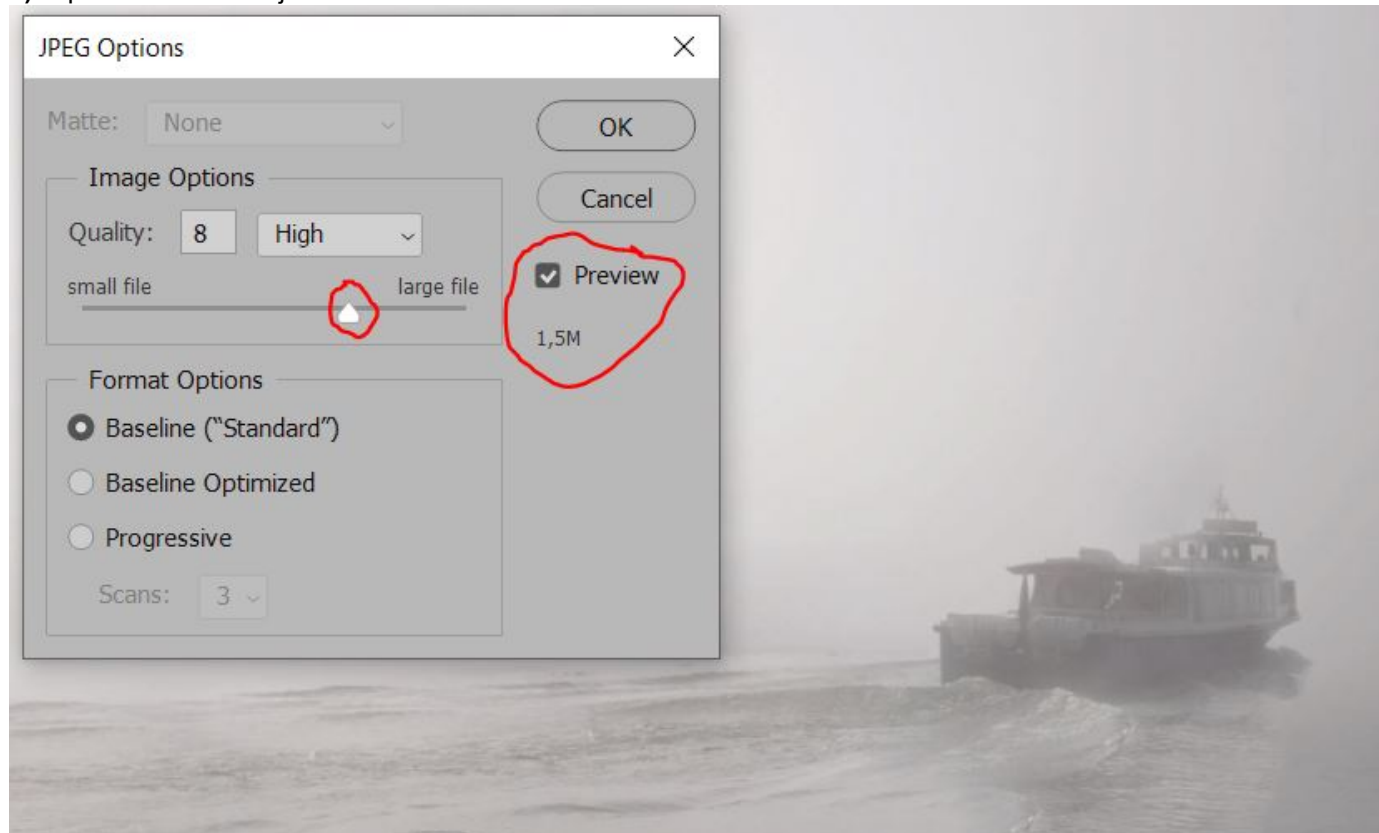 JPEG Options
Matte: None
OK
Image Options
Cancel
Quality: 8 High
Preview
small file large file
1,5M
Format Options
Baseline (“Standard”)
Baseline Optimized
Progressive
Scans: 3